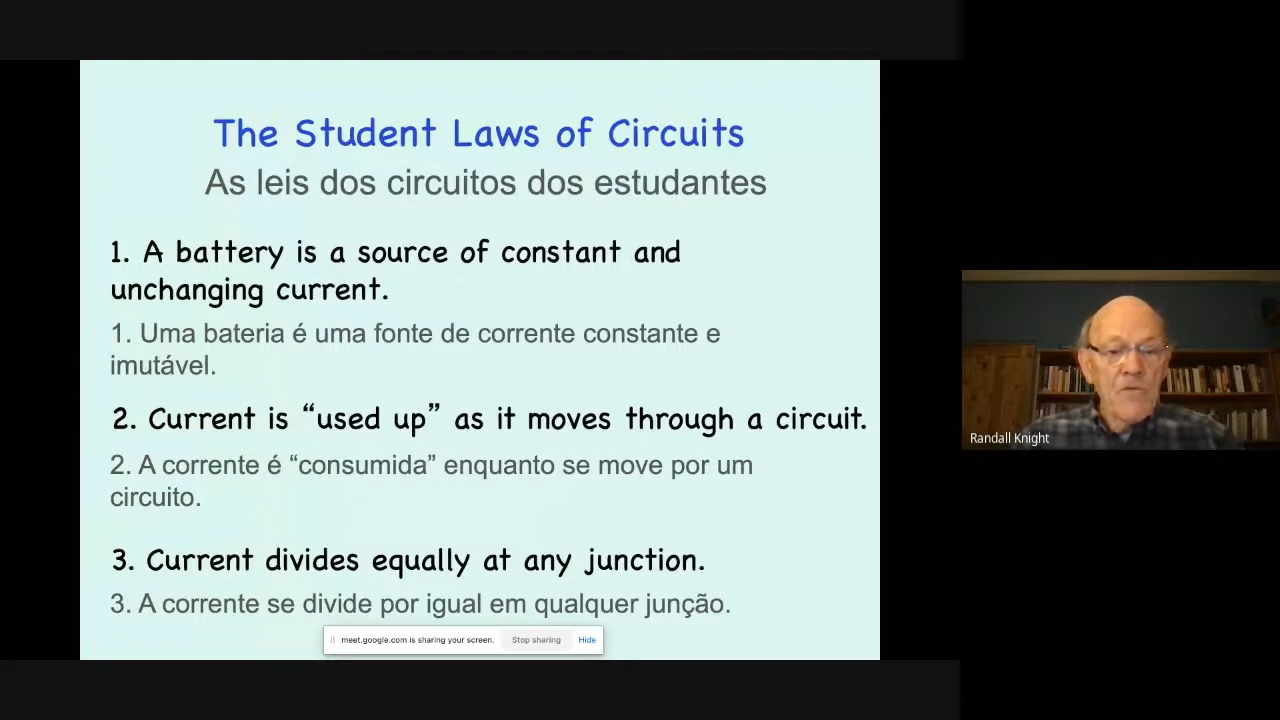 The Student Laws of Circuits
As leis dos circuitos dos estudantes
1. A battery is a source of constant and
unchanging current.
1. Uma bateria é uma fonte de corrente constante e
imutável.
2. Current is “used up” as it moves through a circuit.
2. A corrente é “consumida” enquanto se move por um
circuito.
3. Current divides equally at any junction.
3. A corrente se divide por igual em qualquer junção.
meet.google.com is sharing your screen. Stop sharing Hide
Randall Knight